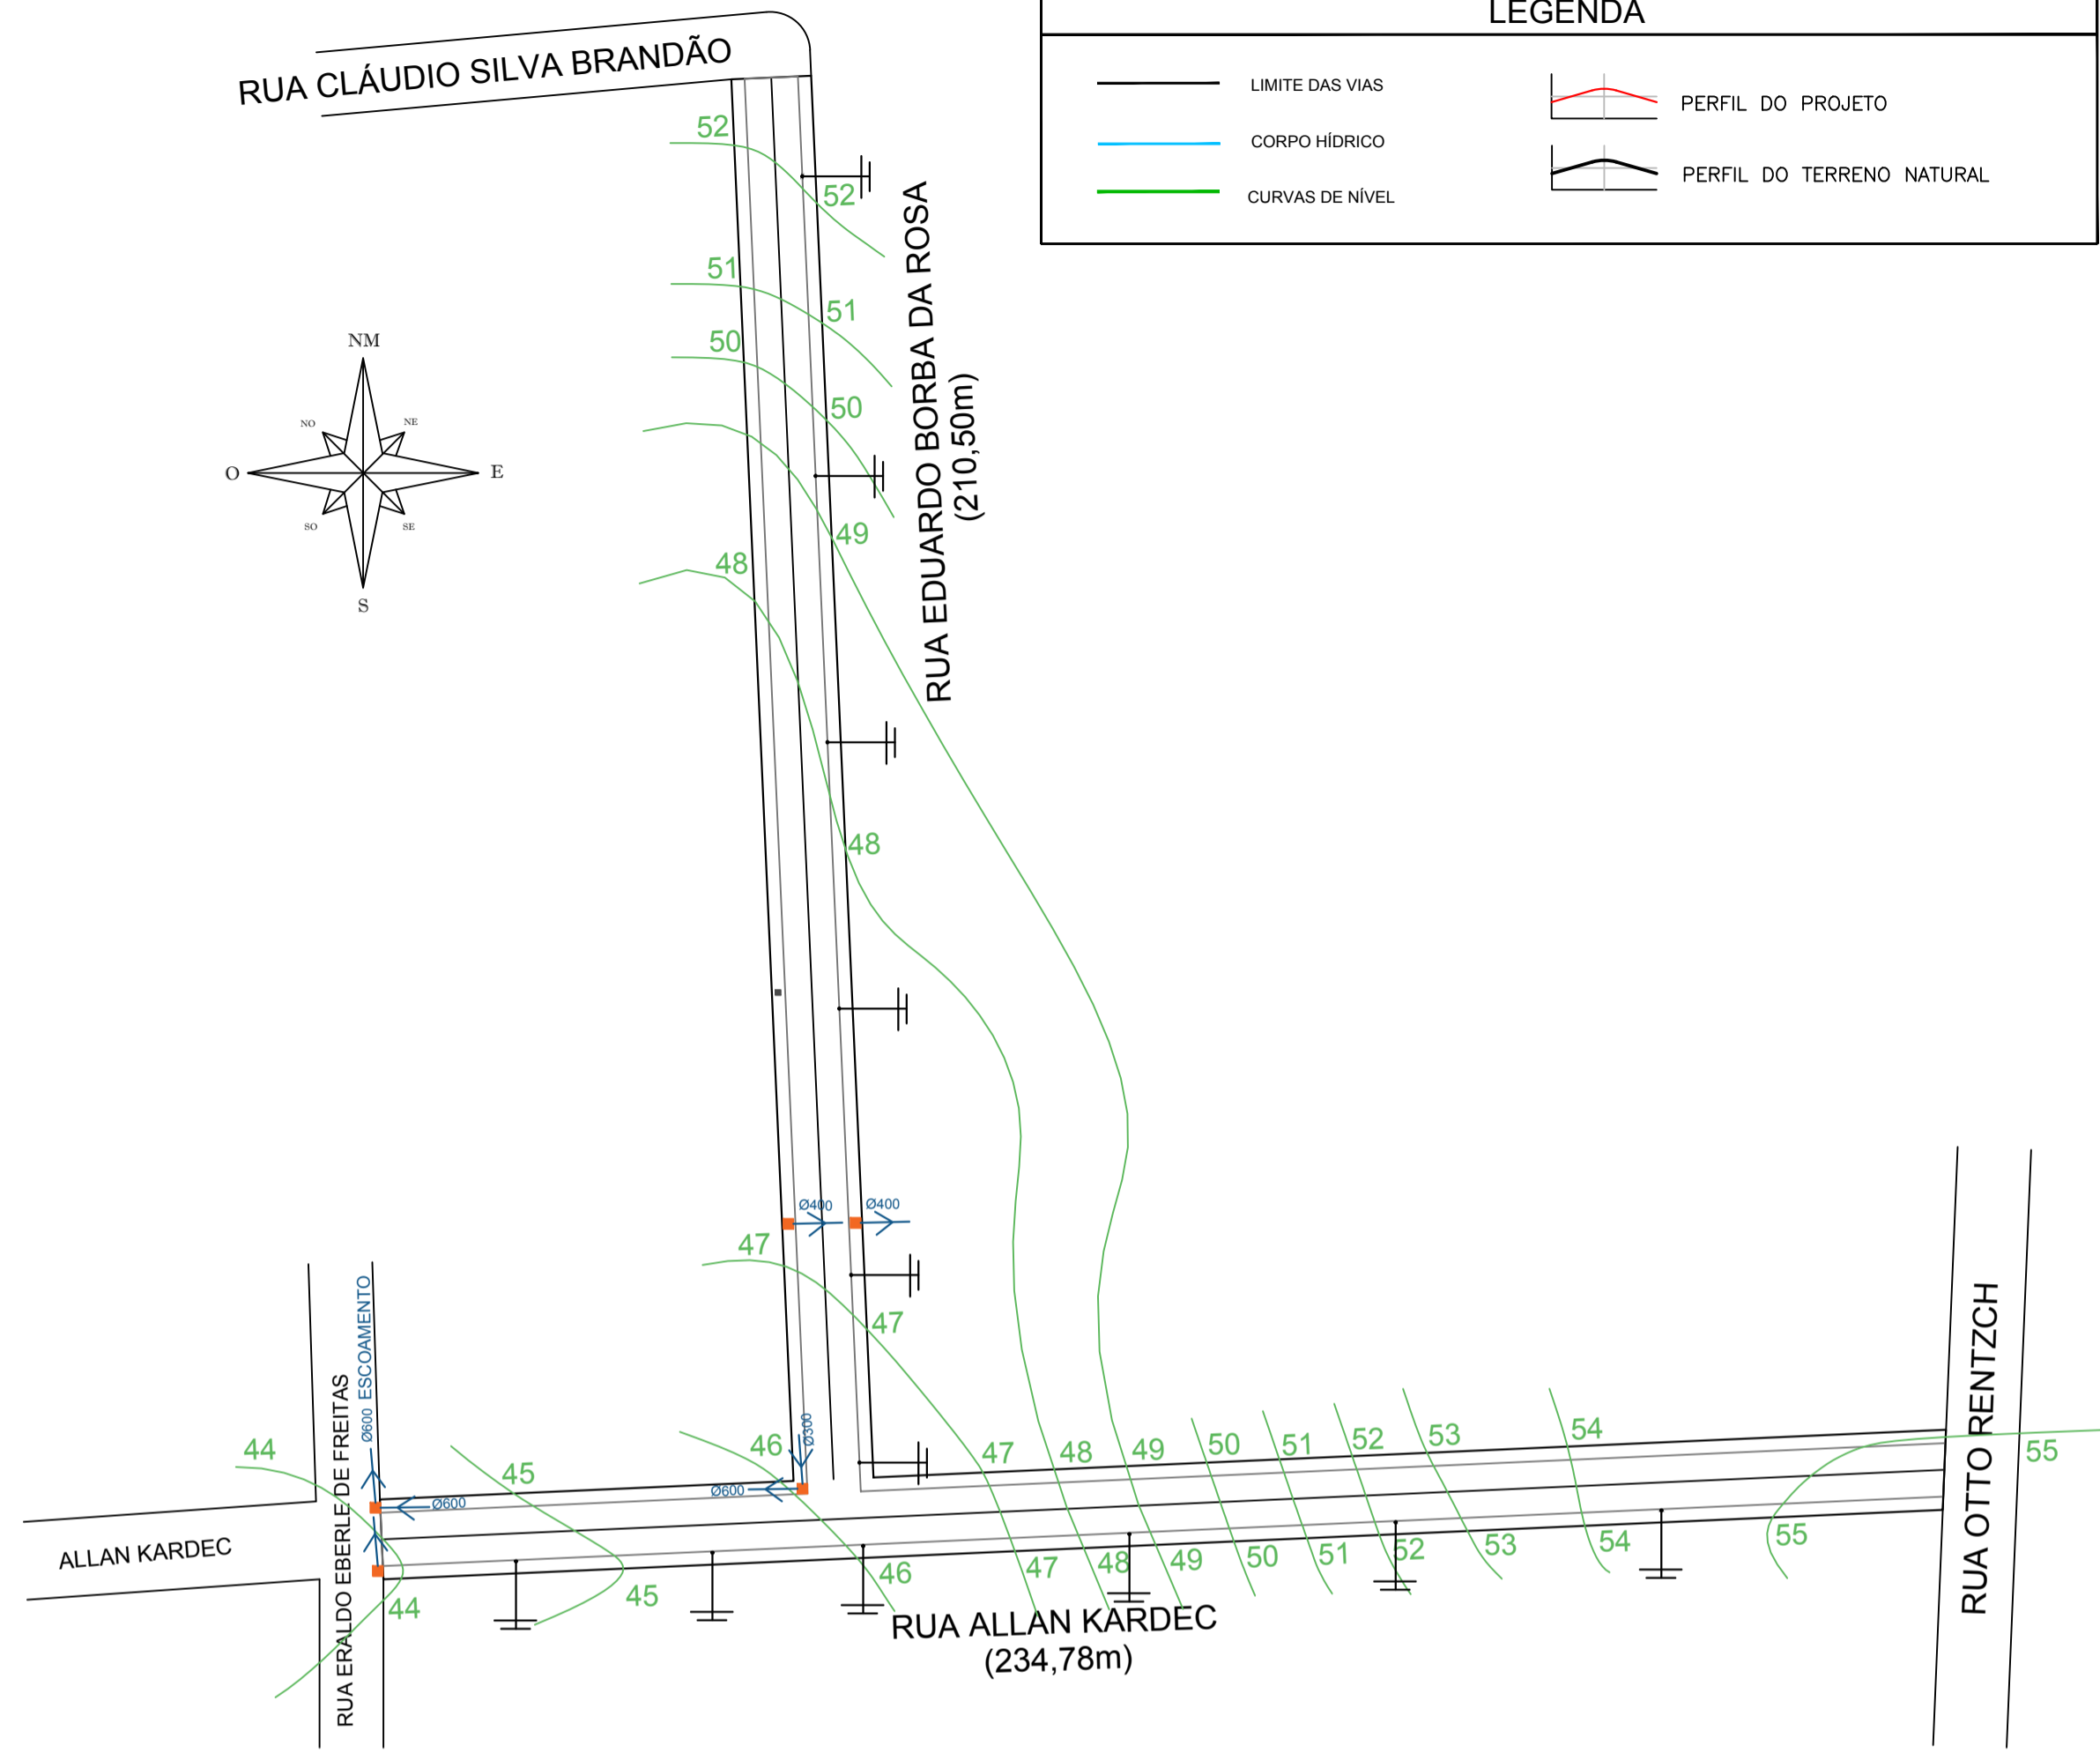 LEGENDA
LIMITE DAS VIAS
CORPO HÍDRICO
CURVAS DE NÍVEL
PERFIL DO PROJETO
PERFIL DO TERRENO NATURAL
RUA CLÁUDIO SILVA BRANDÃO
52
52
51
51
50
50
49
48
48
RUA EDUARDO BORBA DA ROSA
(210,50m)
NM
NO
NE
O
E
SO
SE
S
Ø400
Ø400
47
47
Ø600 ESCOAMENTO
RUA ERALDO EBERLE DE FREITAS
44
45
46
Ø300
47
48
49
50
51
52
53
54
55
Ø600
Ø600
ALLAN KARDEC
44
45
46
47
48
49
50
51
52
53
54
55
RUA ALLAN KARDEC
(234,78m)
RUA OTTO RENTZCH